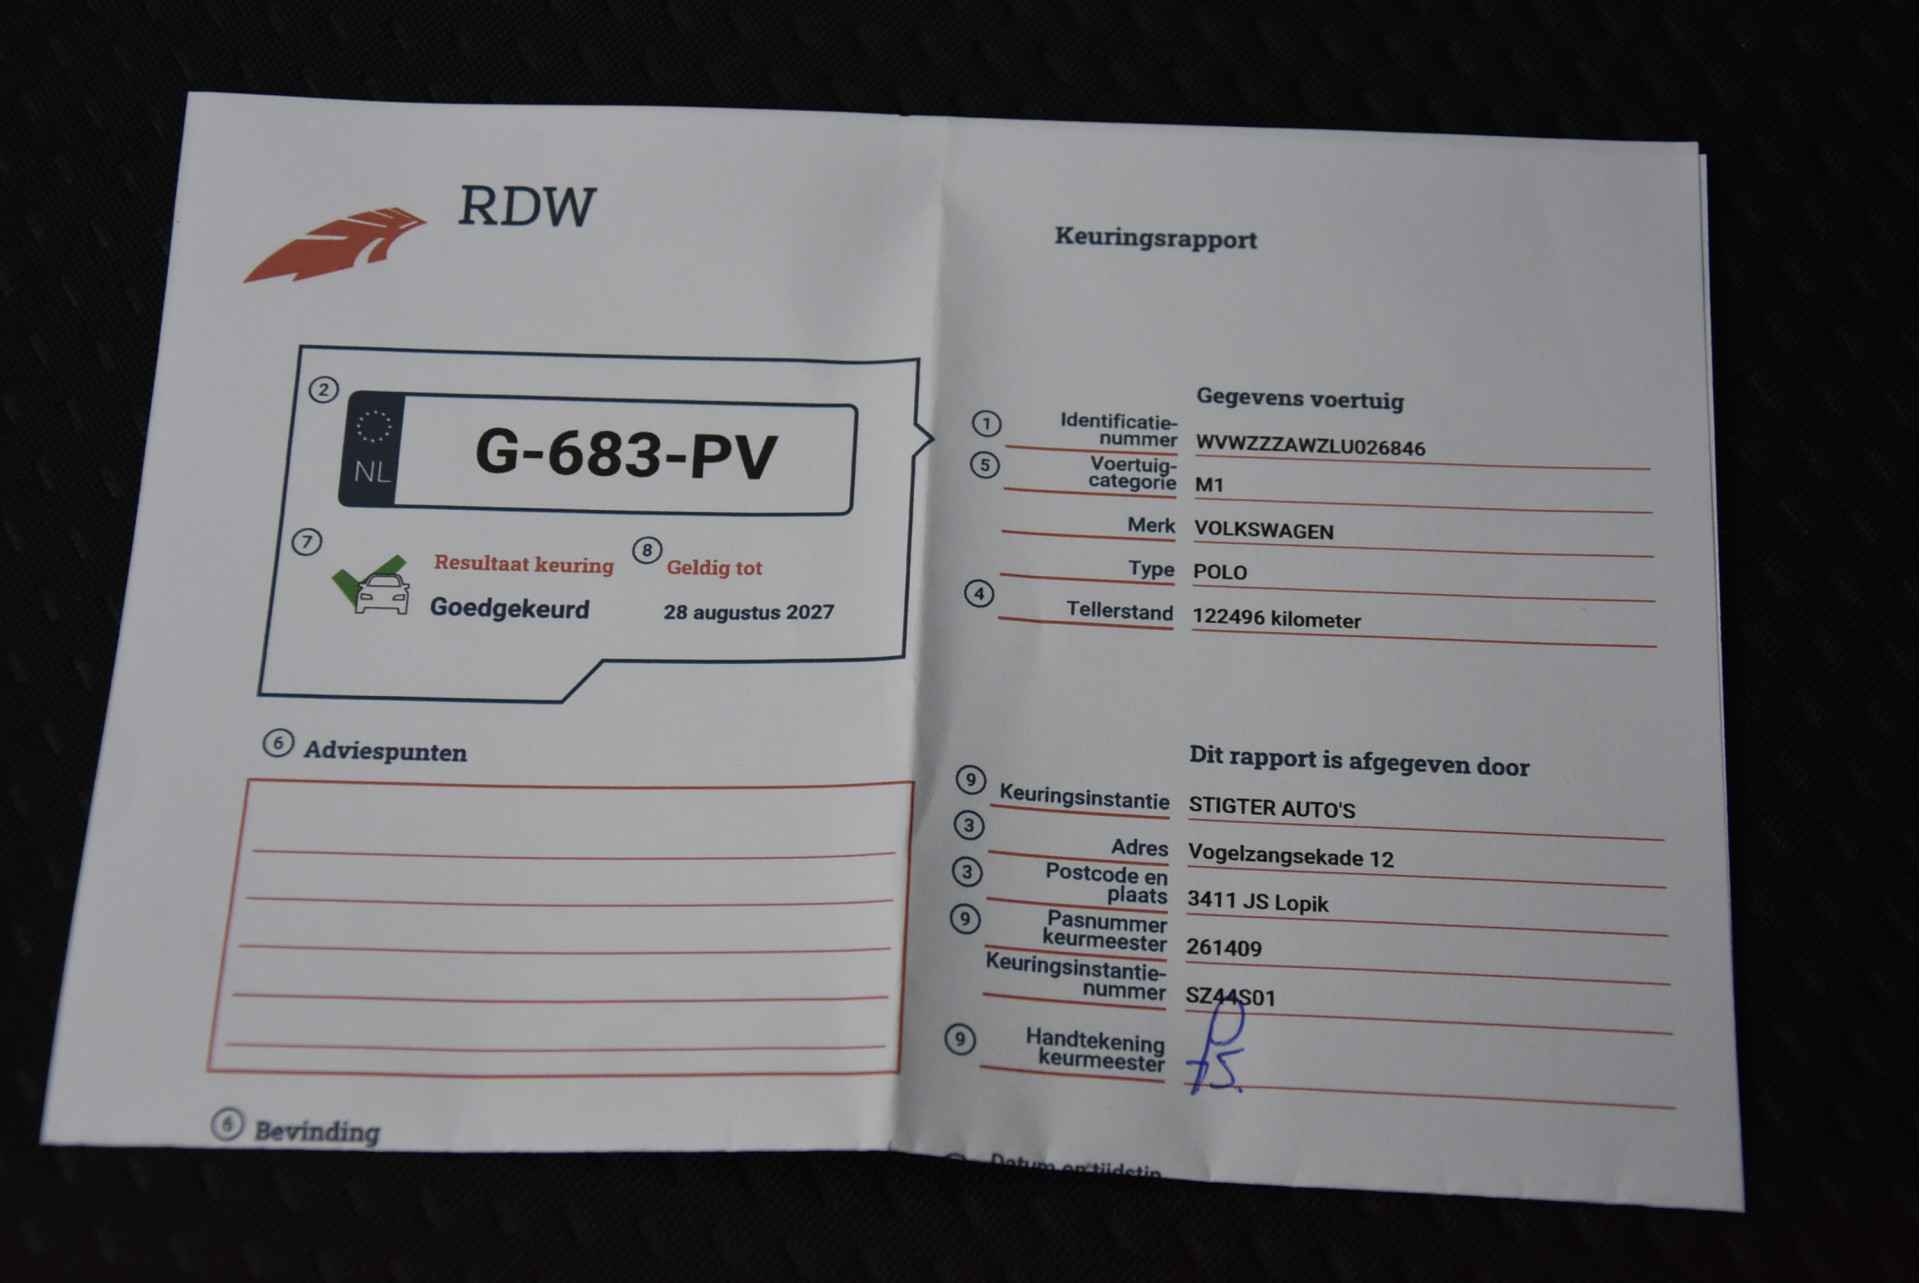 RDW
Keuringsrapport
2
NL
G-683-PV
7
Resultaat keuring
Goedgekeurd
8
Geldig tot
28 augustus 2027
6 Adviespunten
6 Bevinding
Gegevens voertuig
1 Identificatie-
nummer WVWZZZAWZLU026846
5 Voertuig-
categorie M1
Merk VOLKSWAGEN
Type POLO
4 Tellerstand 122496 kilometer
Dit rapport is afgegeven door
9 Keuringsinstantie STIGTER AUTO'S
3 Adres Vogelzangsekade 12
3 Postcode en
plaats 3411 JS Lopik
9 Pasnummer
keurmeester 261409
Keuringsinstantie-
nummer SZ44S01
9 Handtekening
keurmeester
Datum en tijdstip